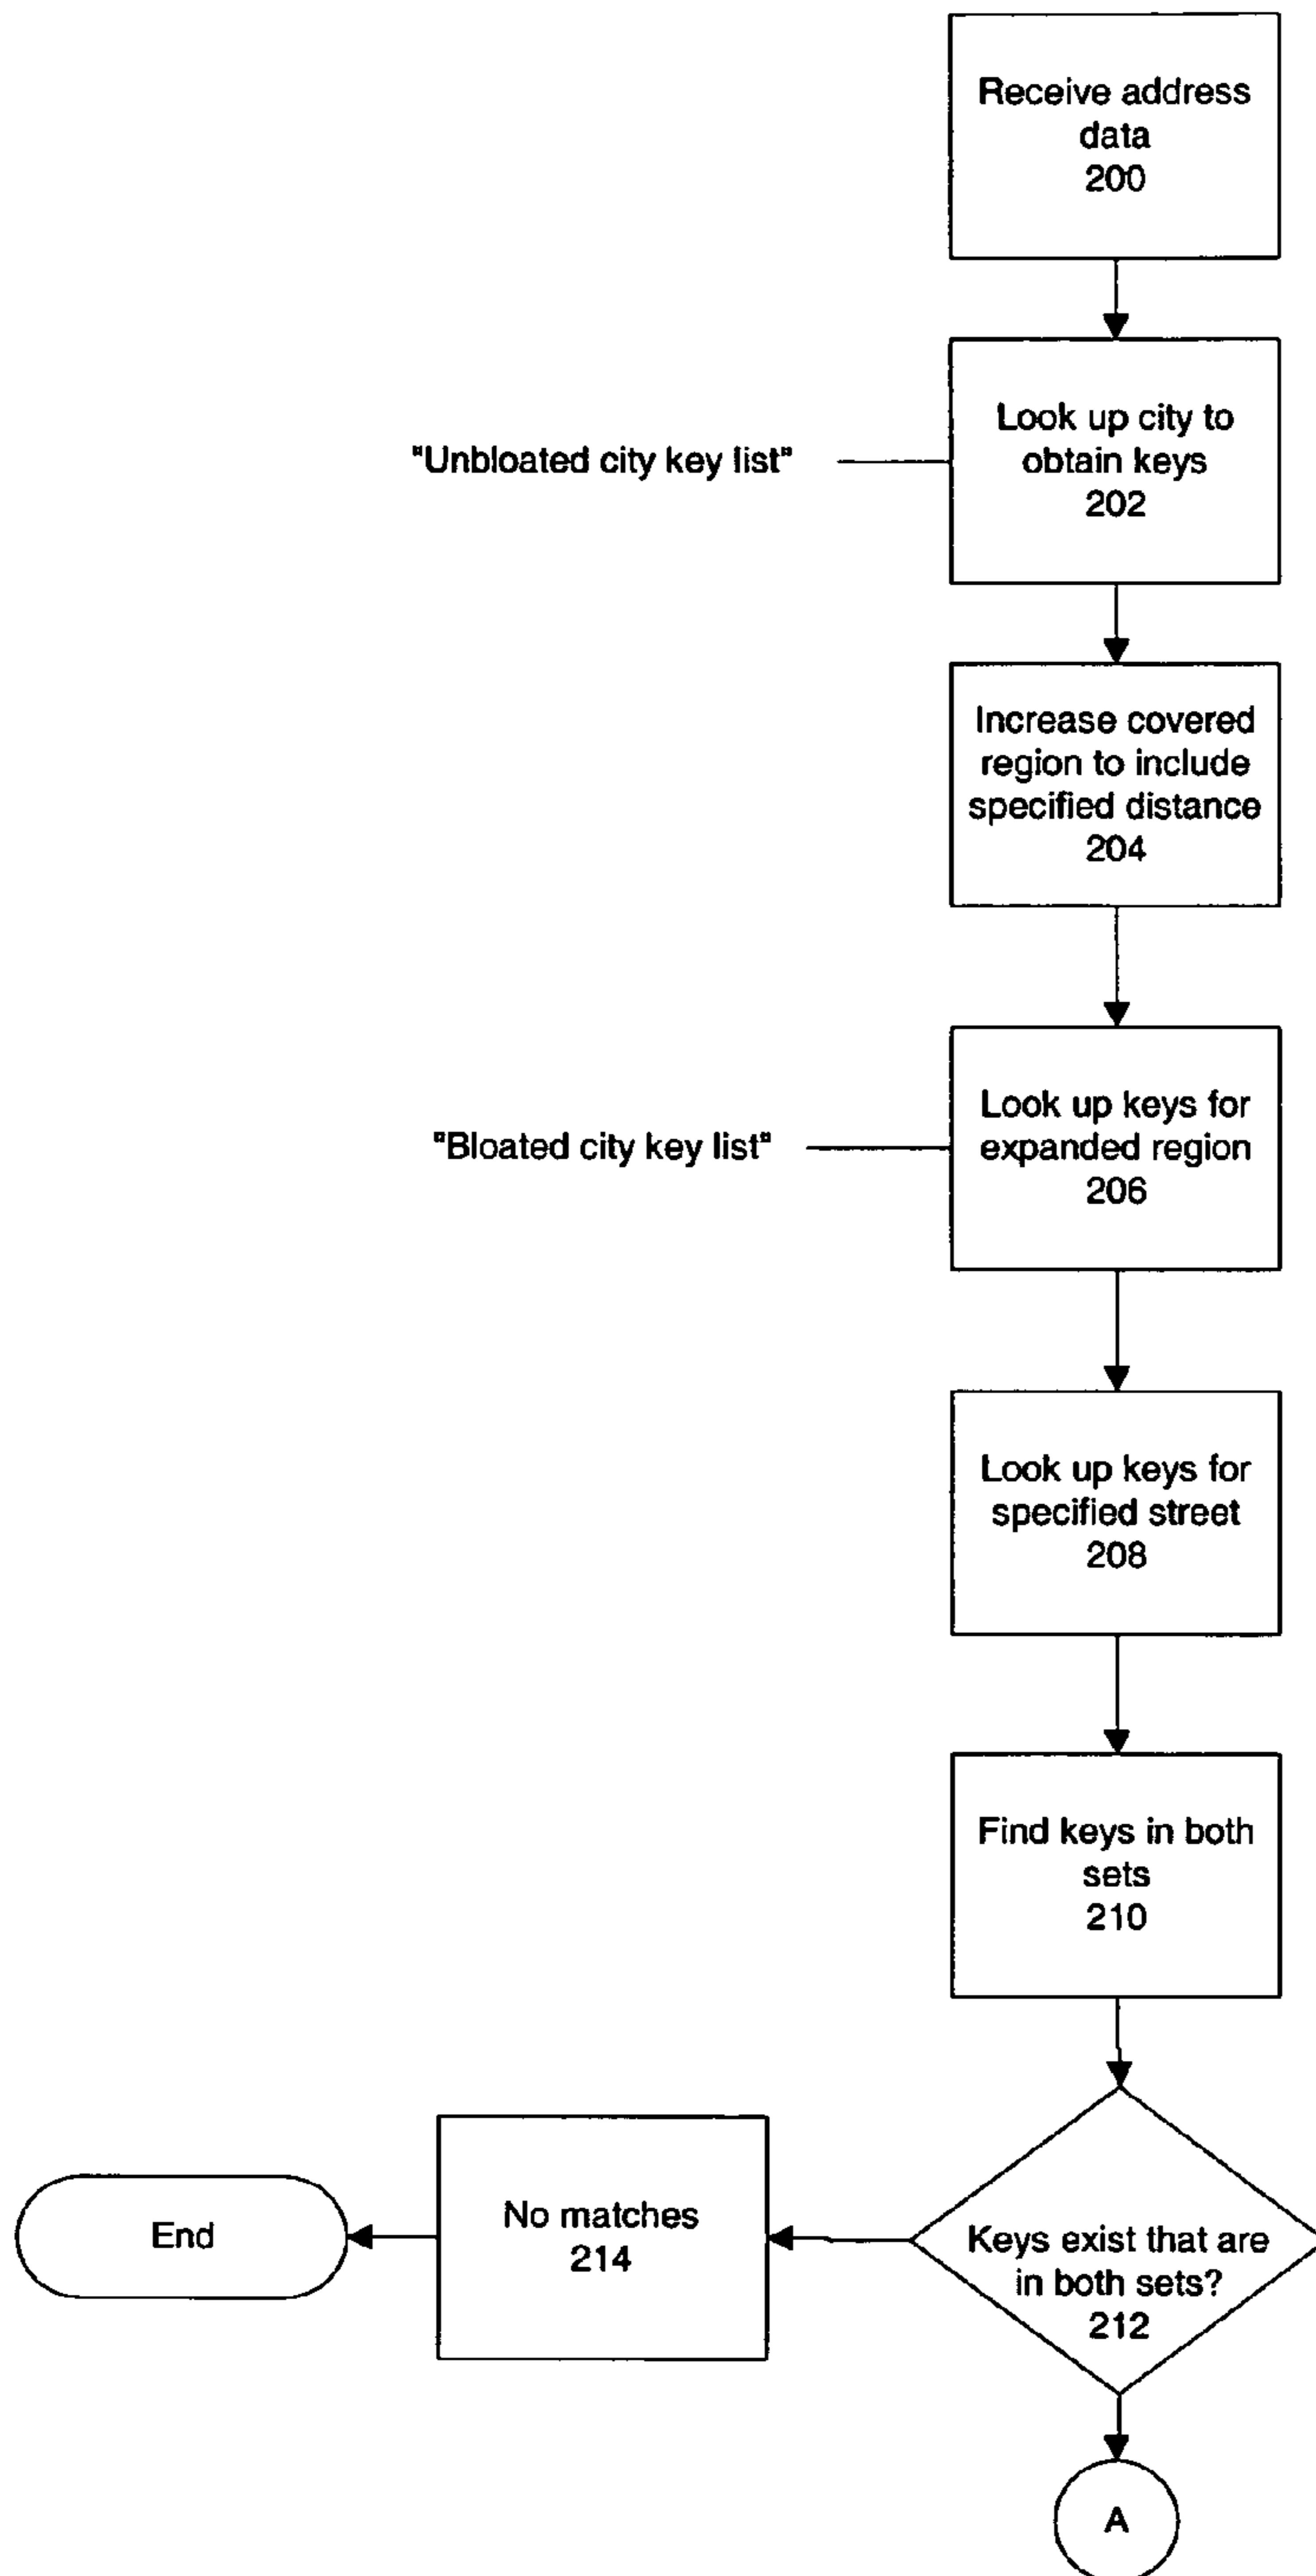 Receive address
data
200
"Unbloated city key list"
Look up city to
obtain keys
202
Increase covered
region to include
specified distance
204
"Bloated city key list"
Look up keys for
expanded region
206
Look up keys for
specified street
208
Find keys in both
sets
210
End
No matches
214
Keys exist that are
in both sets?
212
A